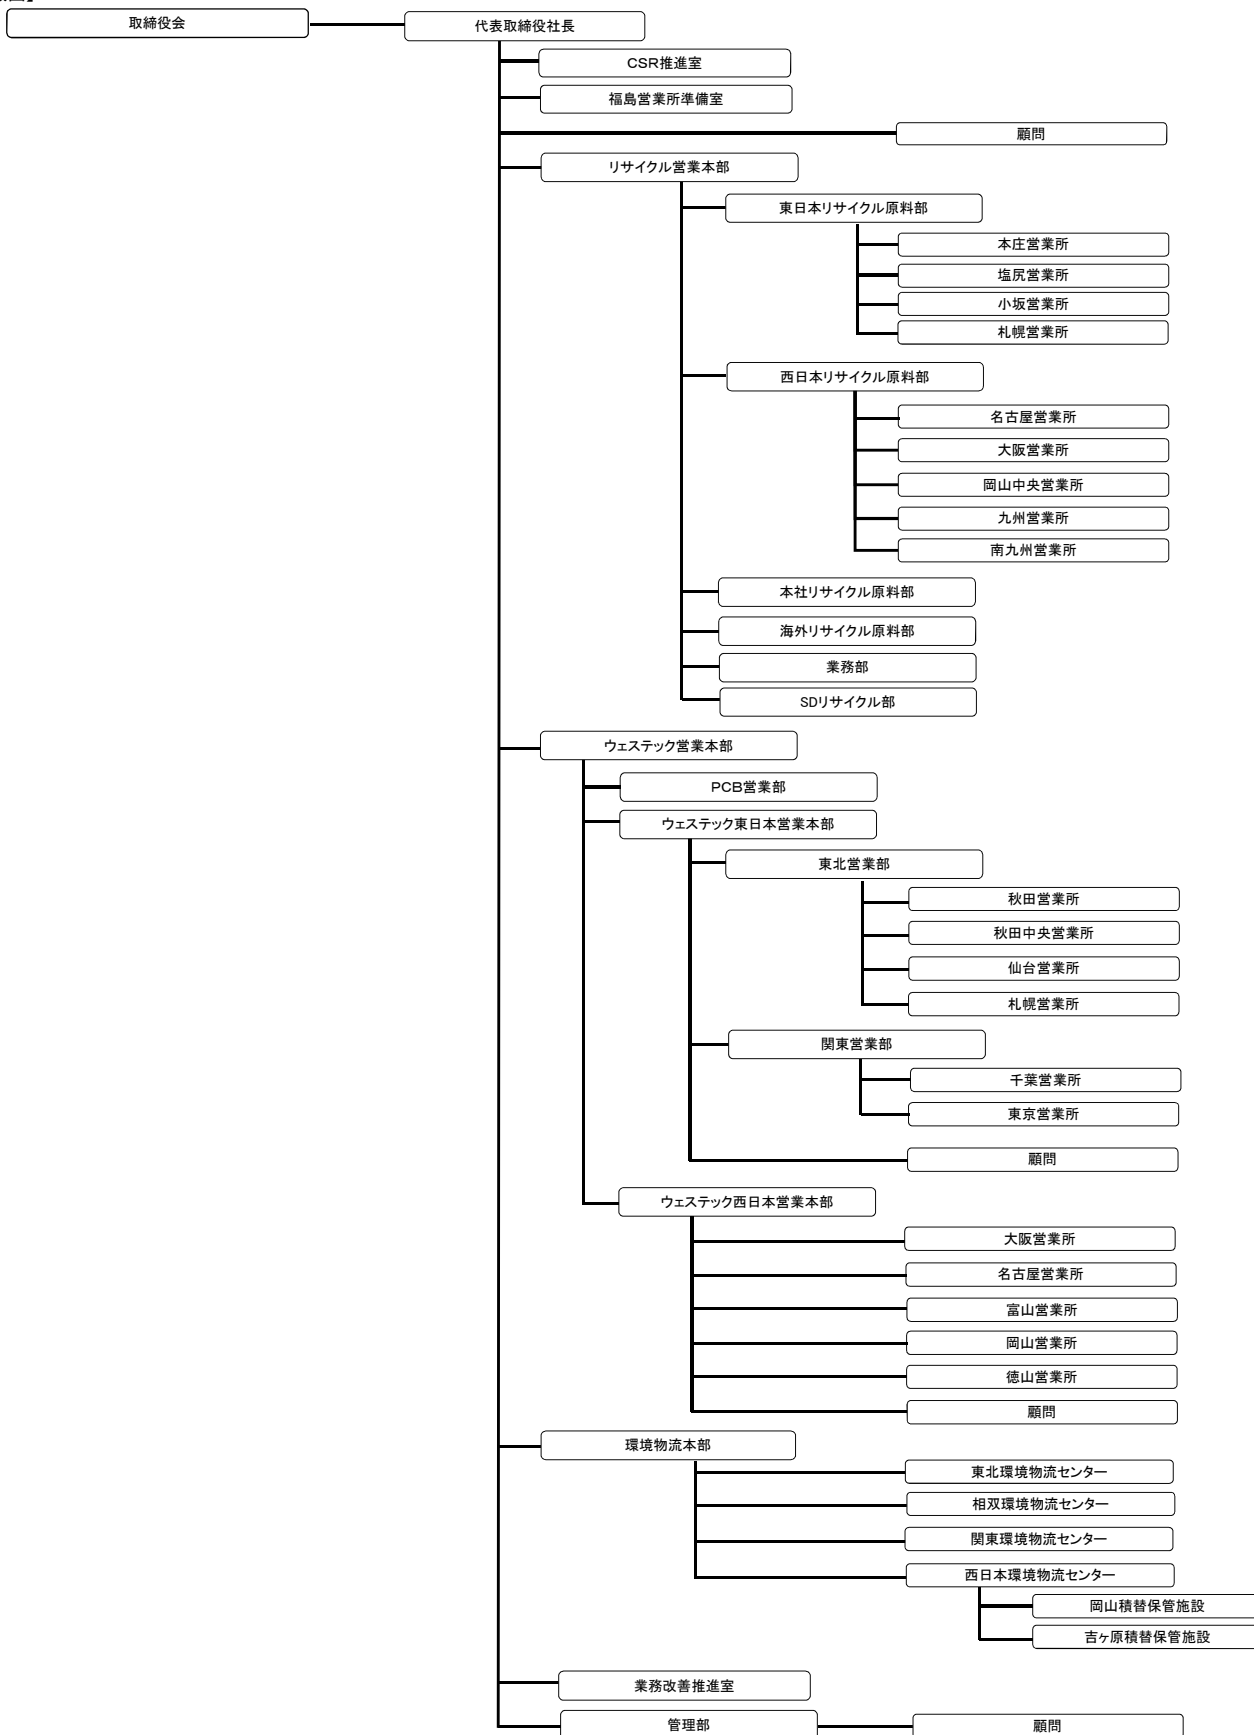 取締役会
代表取締役社長
CSR推進室
福島営業所準備室
顧問
リサイクル営業本部
東日本リサイクル原料部
本庄営業所
塩尻営業所
小坂営業所
札幌営業所
西日本リサイクル原料部
名古屋営業所
大阪営業所
岡山中央営業所
九州営業所
南九州営業所
本社リサイクル原料部
海外リサイクル原料部
業務部
SDリサイクル部
ウェステック営業本部
PCB営業部
ウェステック東日本営業本部
東北営業部
秋田営業所
秋田中央営業所
仙台営業所
札幌営業所
関東営業部
千葉営業所
東京営業所
顧問
ウェステック西日本営業本部
大阪営業所
名古屋営業所
富山営業所
岡山営業所
徳山営業所
顧問
環境物流本部
東北環境物流センター
相双環境物流センター
関東環境物流センター
西日本環境物流センター
岡山積替保管施設
吉ヶ原積替保管施設
業務改善推進室
管理部
顧問